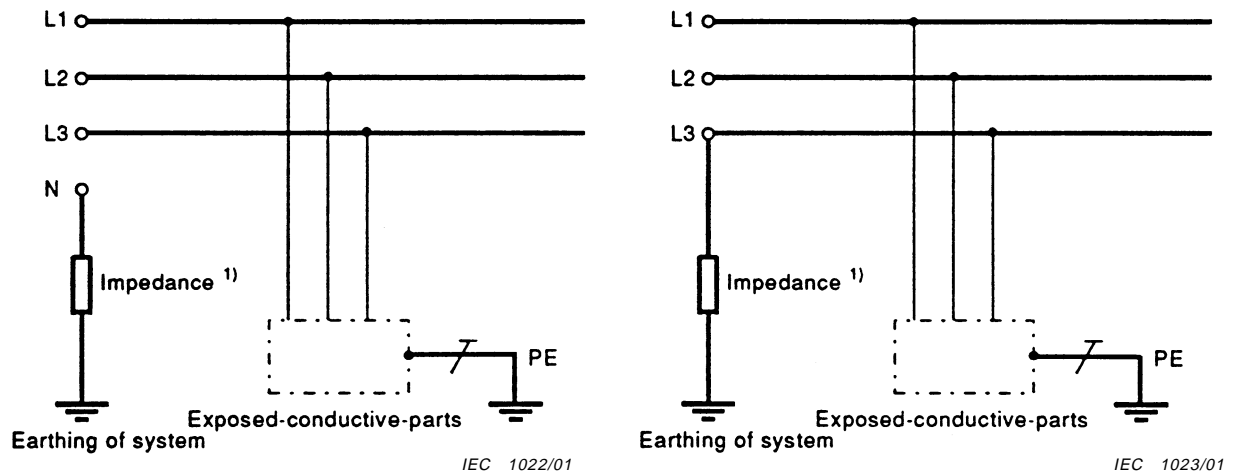 L1
L2
L3
N
Impedance 1)
PE
Exposed-conductive-parts
Earthing of system
IEC 1022/01
L1
L2
L3
Impedance 1)
PE
Exposed-conductive-parts
Earthing of system
IEC 1023/01